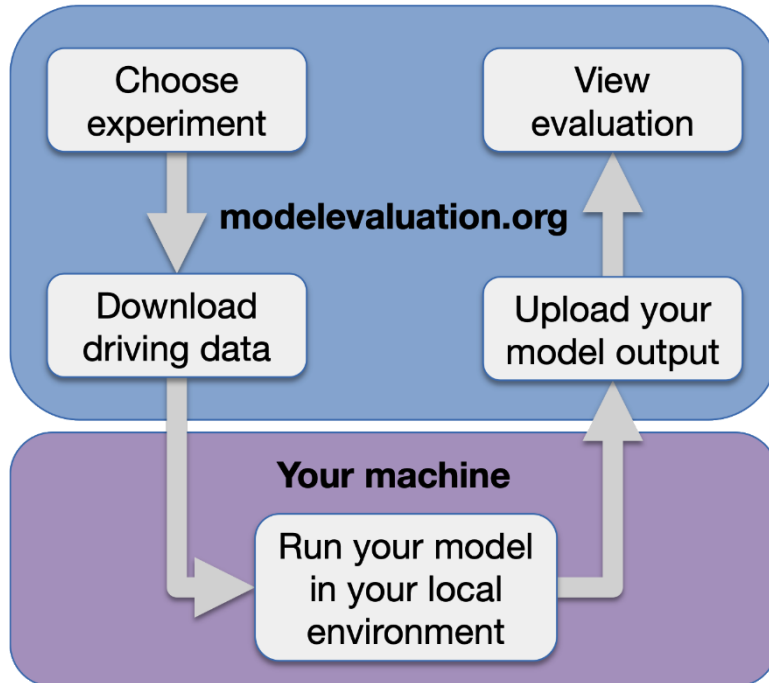 Choose
experiment
View
evaluation
modelevaluation.org
Download
driving data
Upload your
model output
Your machine
Run your model
in your local
environment